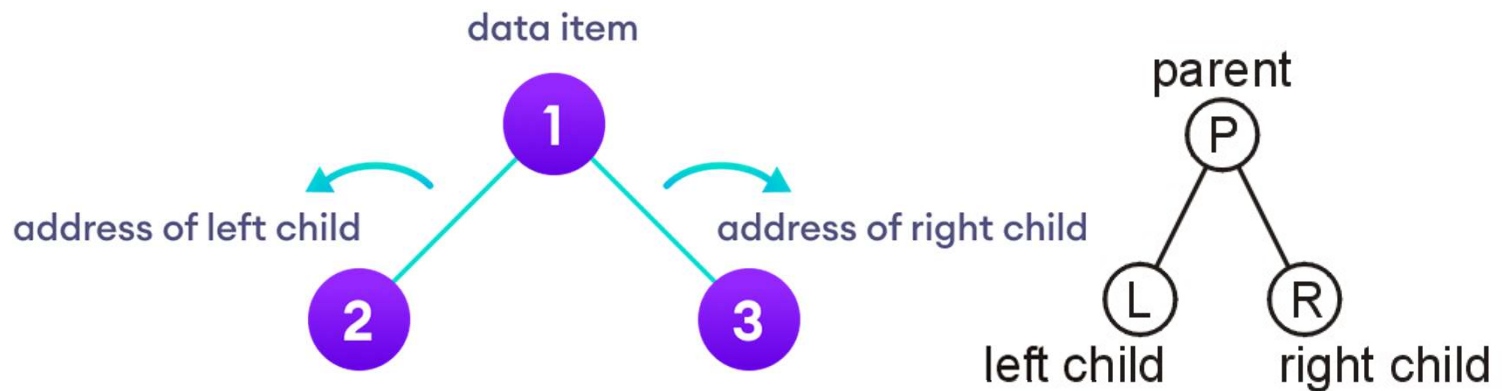 data item
1
address of left child
address of right child
2
3
parent
P
L
R
left child
right child